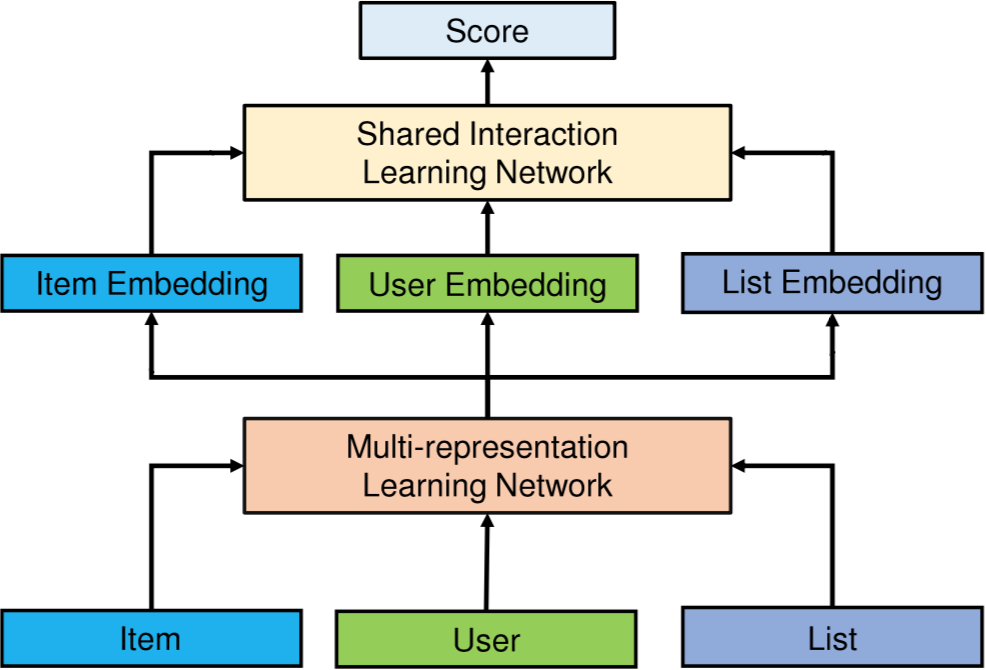 Score
Shared Interaction
Learning Network
Item Embedding
User Embedding
List Embedding
Multi-representation
Learning Network
Item
User
List